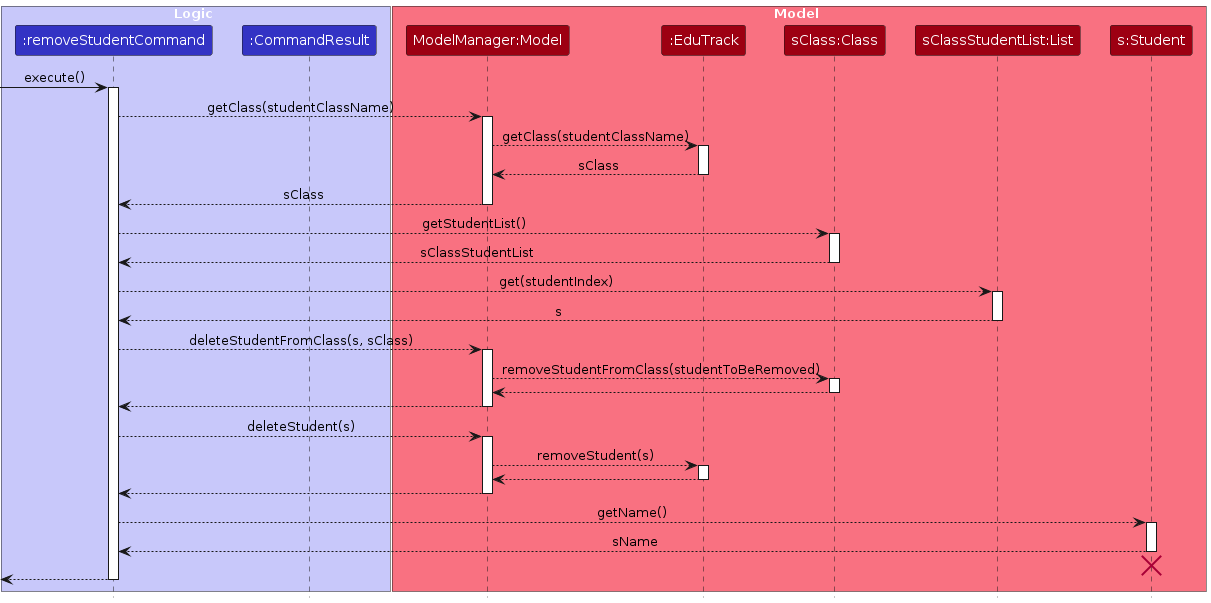 Logic
Model
:removeStudentCommand
:CommandResult
ModelManager:Model
:EduTrack
sClass:Class
sClassStudentList:List
s:Student
execute()
getClass(studentClassName)
getClass(studentClassName)
sClass
sClass
getStudentList()
sClassStudentList
get(studentIndex)
s
deleteStudentFromClass(s, sClass)
removeStudentFromClass(studentToBeRemoved)
deleteStudent(s)
removeStudent(s)
getName()
sName